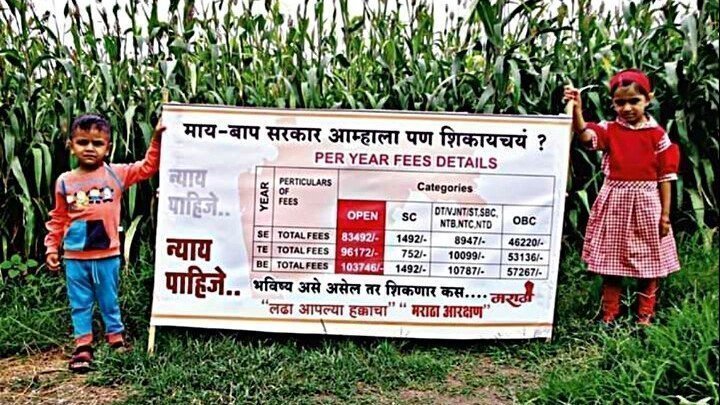 माय-बाप सरकार आम्हाला पण शिकायचयं ?
PER YEAR FEES DETAILS
न्याय
पाहिजे..
न्याय
पाहिजे..
YEAR PARTICULARS OF FEES Categories
OPEN SC DT/VJNT/ST,SBC, NTB,NTC,NTD OBC
SE TOTAL FEES 83492/- 1492/- 8947/- 46220/-
TE TOTAL FEES 96172/- 752/- 10099/- 53136/-
BE TOTAL FEES 103746/- 1492/- 10787/- 57267/-
भविष्य असे असेल तर शिकणार कस.... मराठा
"लढा आपल्या हक्काचा" " मराठा आरक्षण"